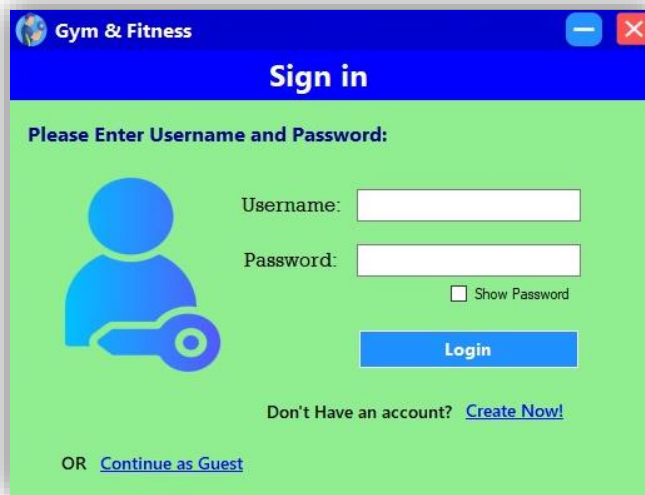 Gym & Fitness
Sign in
Please Enter Username and Password:
Username:
Password:
Show Password
Login
Don't Have an account? Create Now!
OR Continue as Guest